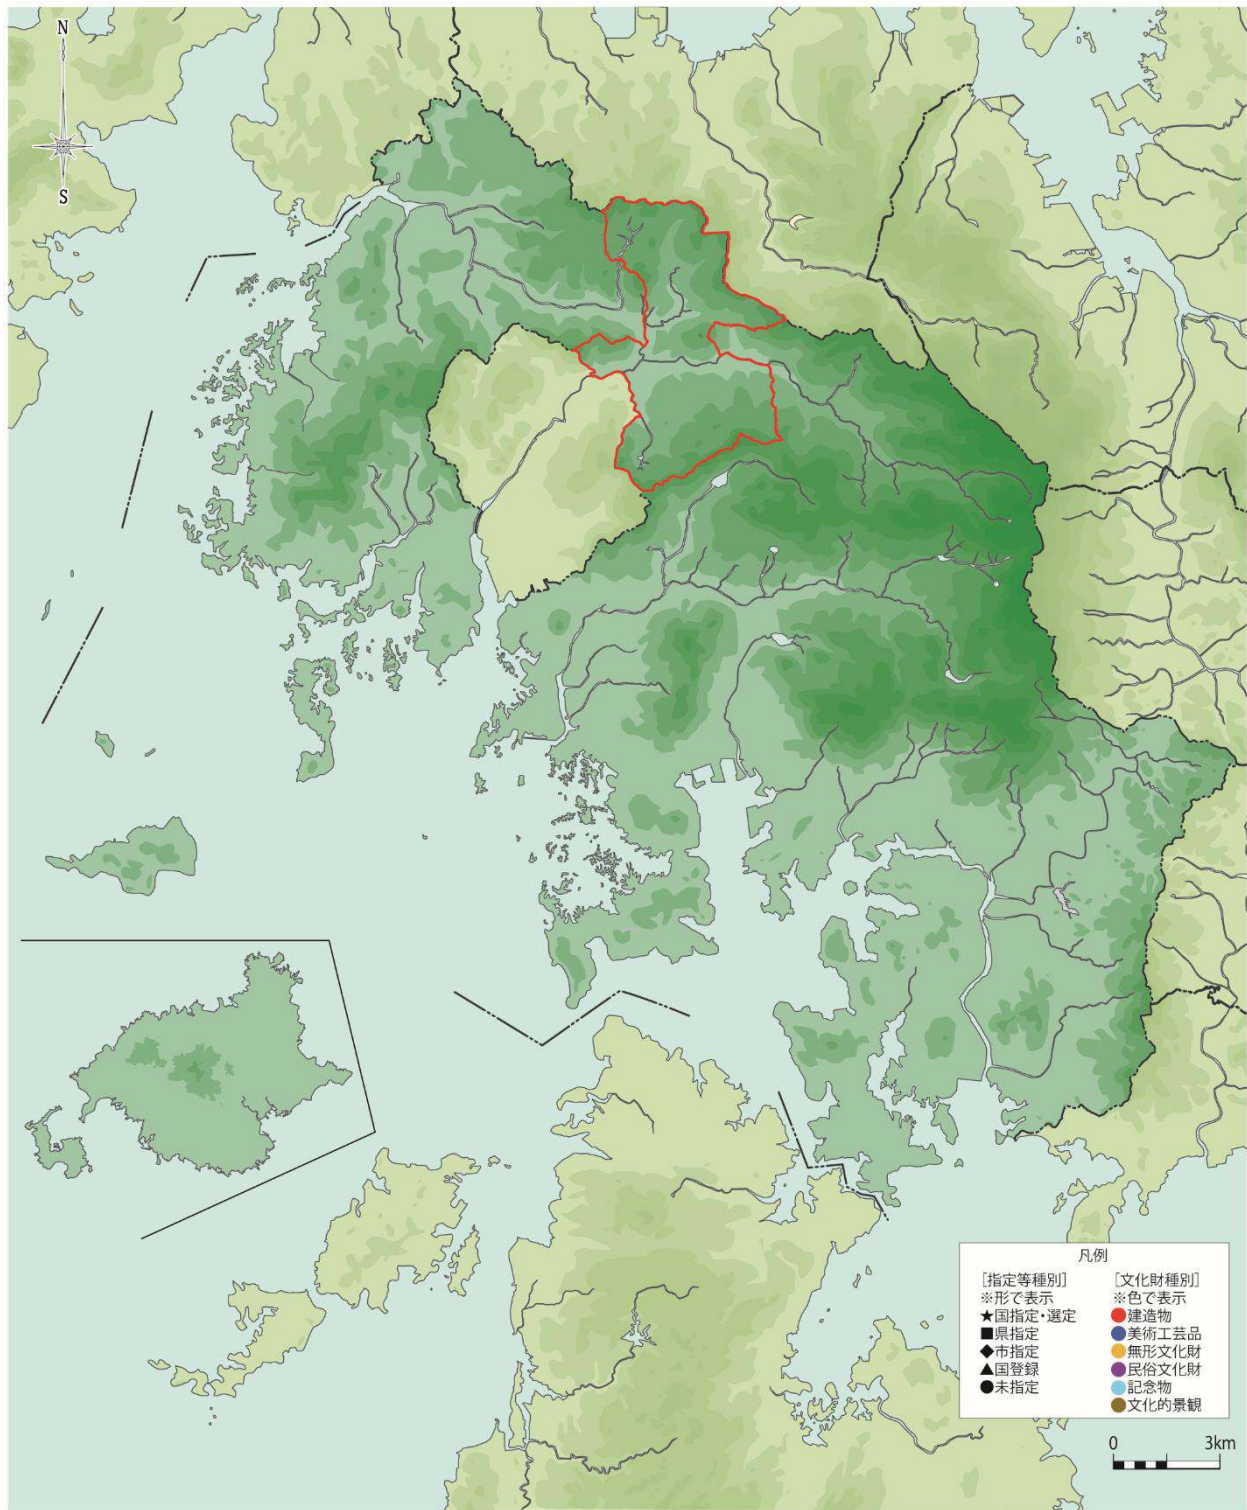 N
S
凡例
[指定等種別]
※形で表示
★国指定・選定
■県指定
◆市指定
▲国登録
●未指定
[文化財種別]
※色で表示
●建造物
●美術工芸品
●無形文化財
●民俗文化財
●記念物
●文化的景観
0 3km